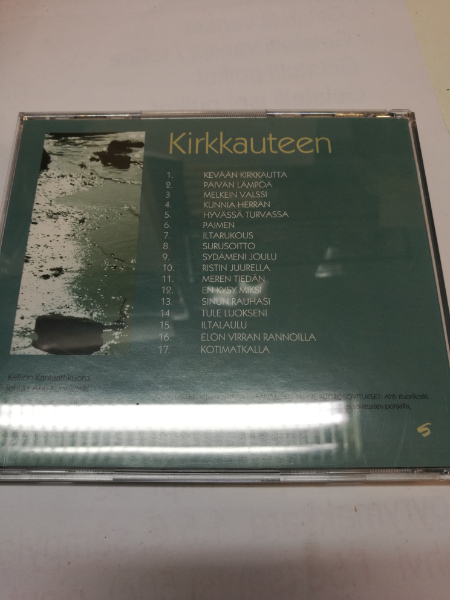 Kirkkauteen
1. KEVÄÄN KIRKKAUTTA
2. PÄIVÄN LÄMPÖÄ
3. MELKEIN VALSSI
4. KUNNIA HERRAN
5. HYVÄSSÄ TURVASSA
6. PAIMEN
7. ILTARUKOUS
8. SURUSOITTO
9. SYDÄMENI JOULU
10. RISTIN JUURELLA
11. MEREN TIEDÄN
12. EN KYSY MIKSI
13. SINUN RAUHASI
14. TULE LUOKSENI
15. ILTALAULU
16. ELON VIRRAN RANNOILLA
17. KOTIMATKALLA